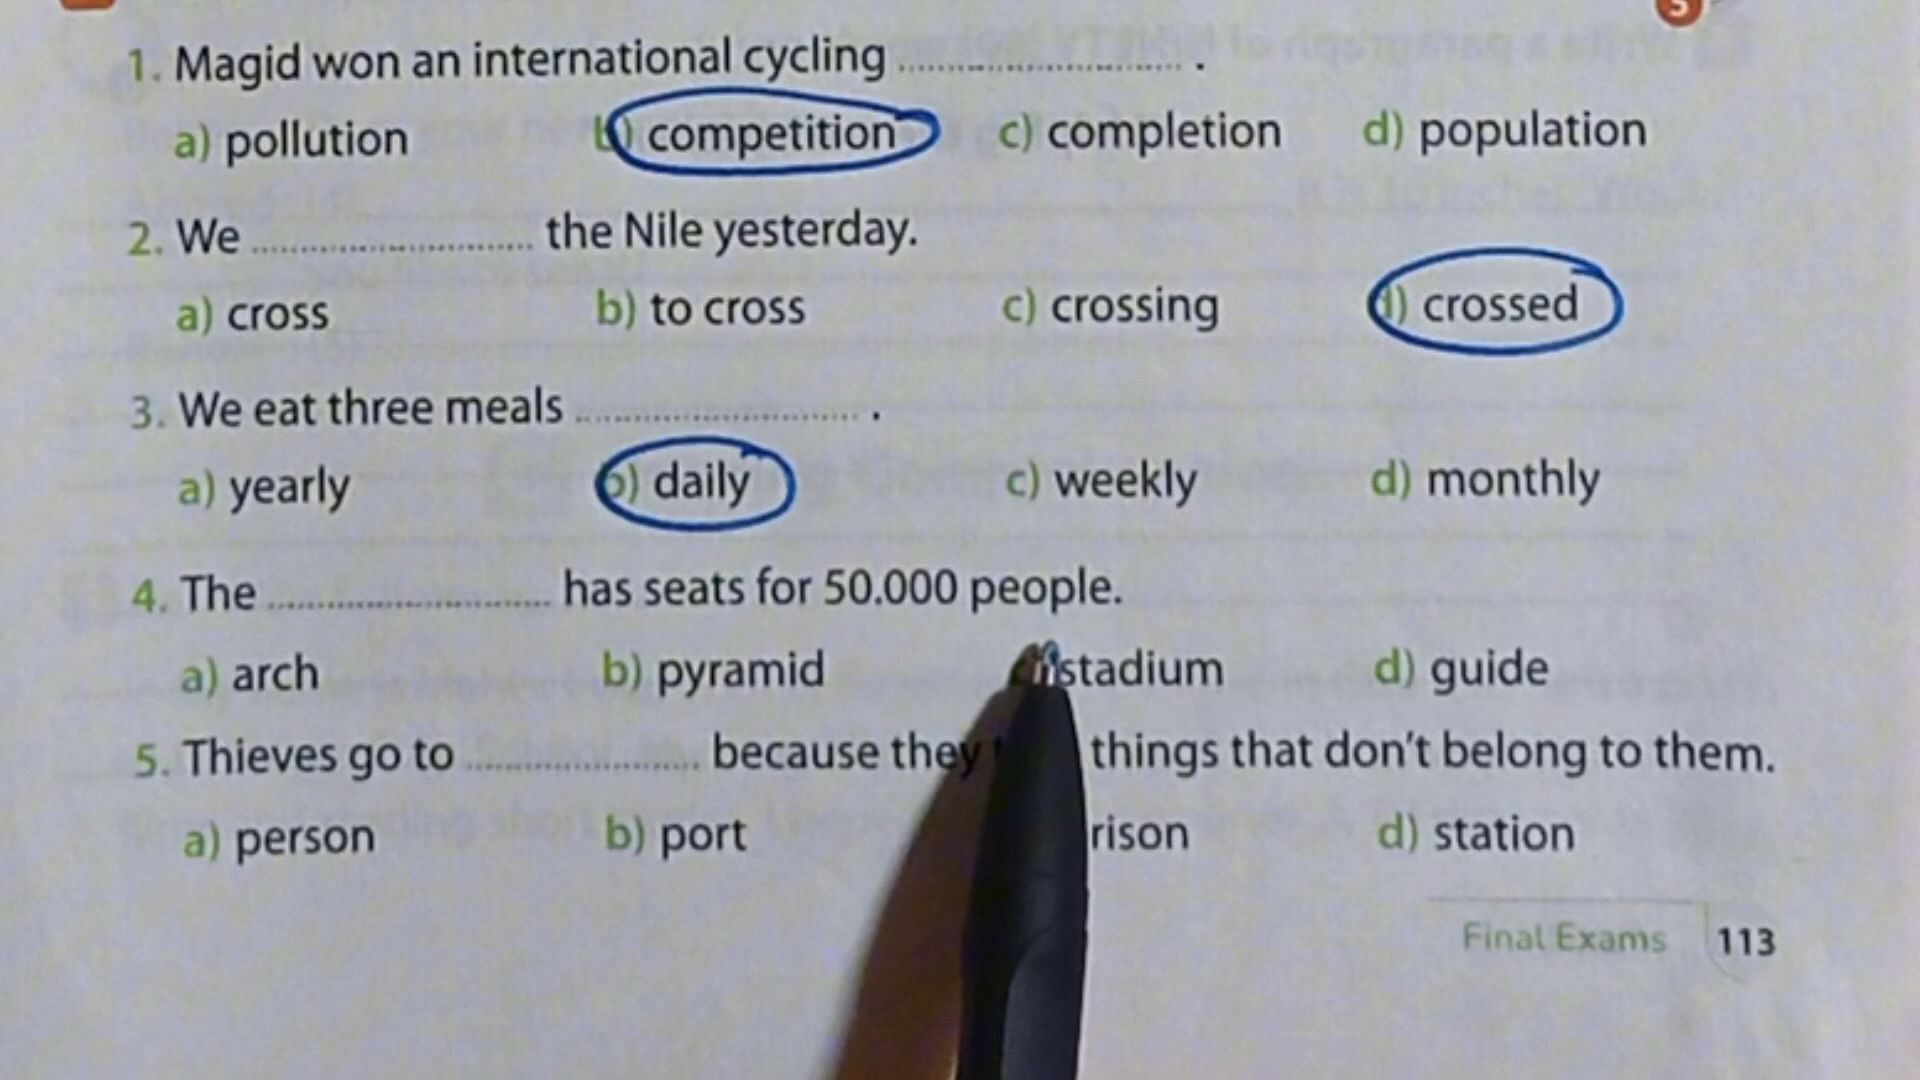 1. Magid won an international cycling ............................ .
a) pollution b) competition c) completion d) population
2. We ............................ the Nile yesterday.
a) cross b) to cross c) crossing d) crossed
3. We eat three meals ............................ .
a) yearly b) daily c) weekly d) monthly
4. The ............................ has seats for 50.000 people.
a) arch b) pyramid stadium d) guide
5. Thieves go to ........................ because they things that don't belong to them.
a) person b) port rison d) station
Final Exams 113